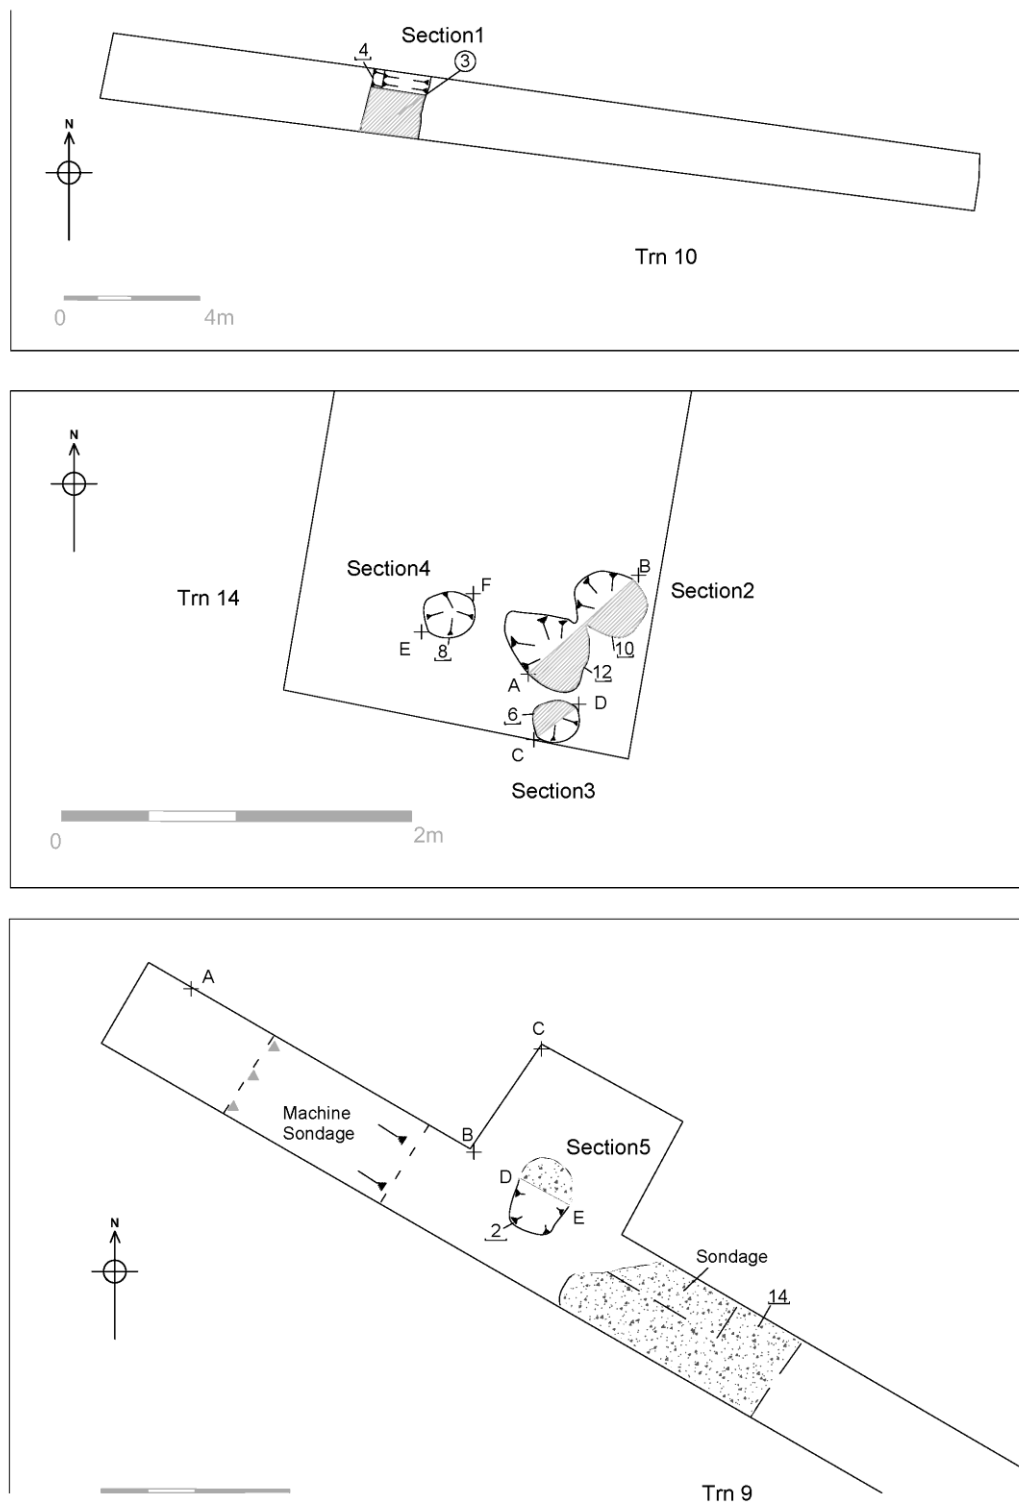 Section1
4
3
N
Trn 10
0 4m
N
Section4
F
B
Section2
Trn 14
E
8
10
12
A
6
D
C
Section3
0 2m
A
C
Machine
Sondage
B
Section5
D
E
2
N
Sondage
14
Trn 9